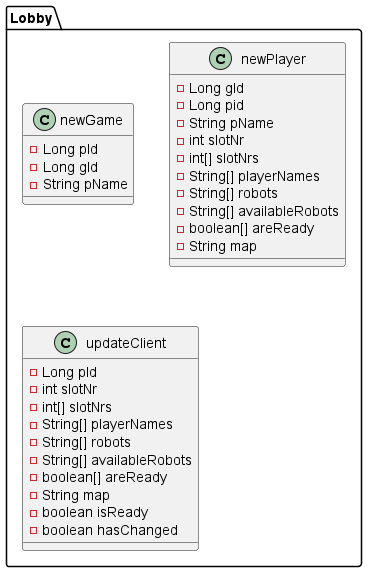 Lobby
C newGame
Long pId
Long gId
String pName
C newPlayer
Long gId
Long pid
String pName
int slotNr
int[] slotNrs
String[] playerNames
String[] robots
String[] availableRobots
boolean[] areReady
String map
C updateClient
Long pId
int slotNr
int[] slotNrs
String[] playerNames
String[] robots
String[] availableRobots
boolean[] areReady
String map
boolean isReady
boolean hasChanged